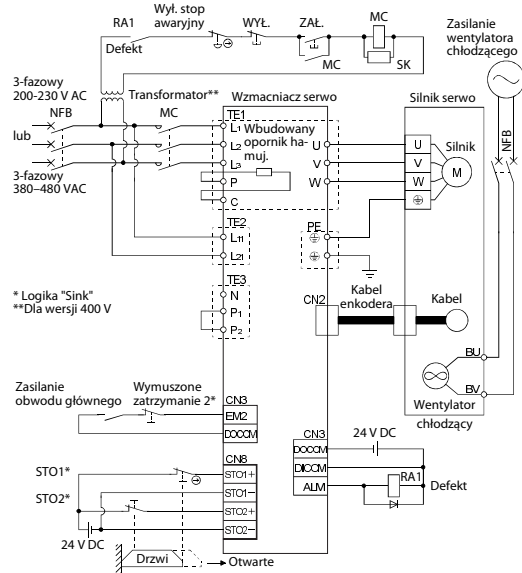 Wył. stop
awaryjny
WYŁ.
ZAŁ.
MC
RA1
Defekt
MC
SK
Zasilanie
wentylatora
chłodzącego
3-fazowy
200-230 V AC
Transformator**
NFB
MC
lub
3-fazowy
380–480 VAC
Wzmacniacz serwo
Silnik serwo
TE1
L1
L2
L3
P
C
Wbudowany
opornik ha-
muj.
U
V
W
U
V
W
Silnik
M
NFB
PE
TE2
L11
L21
TE3
N
P1
P2
* Logika "Sink"
**Dla wersji 400 V
CN2
Kabel
enkodera
Kabel
BU
BV
Wentylator
chłodzący
Zasilanie
obwodu głównego
Wymuszone
zatrzymanie 2*
CN3
EM2
DOCOM
CN3
DOCOM
DICOM
ALM
24 V DC
RA1
Defekt
CN8
STO1+
STO1−
STO2+
STO2−
STO1*
STO2*
24 V DC
Drzwi
Otwarte